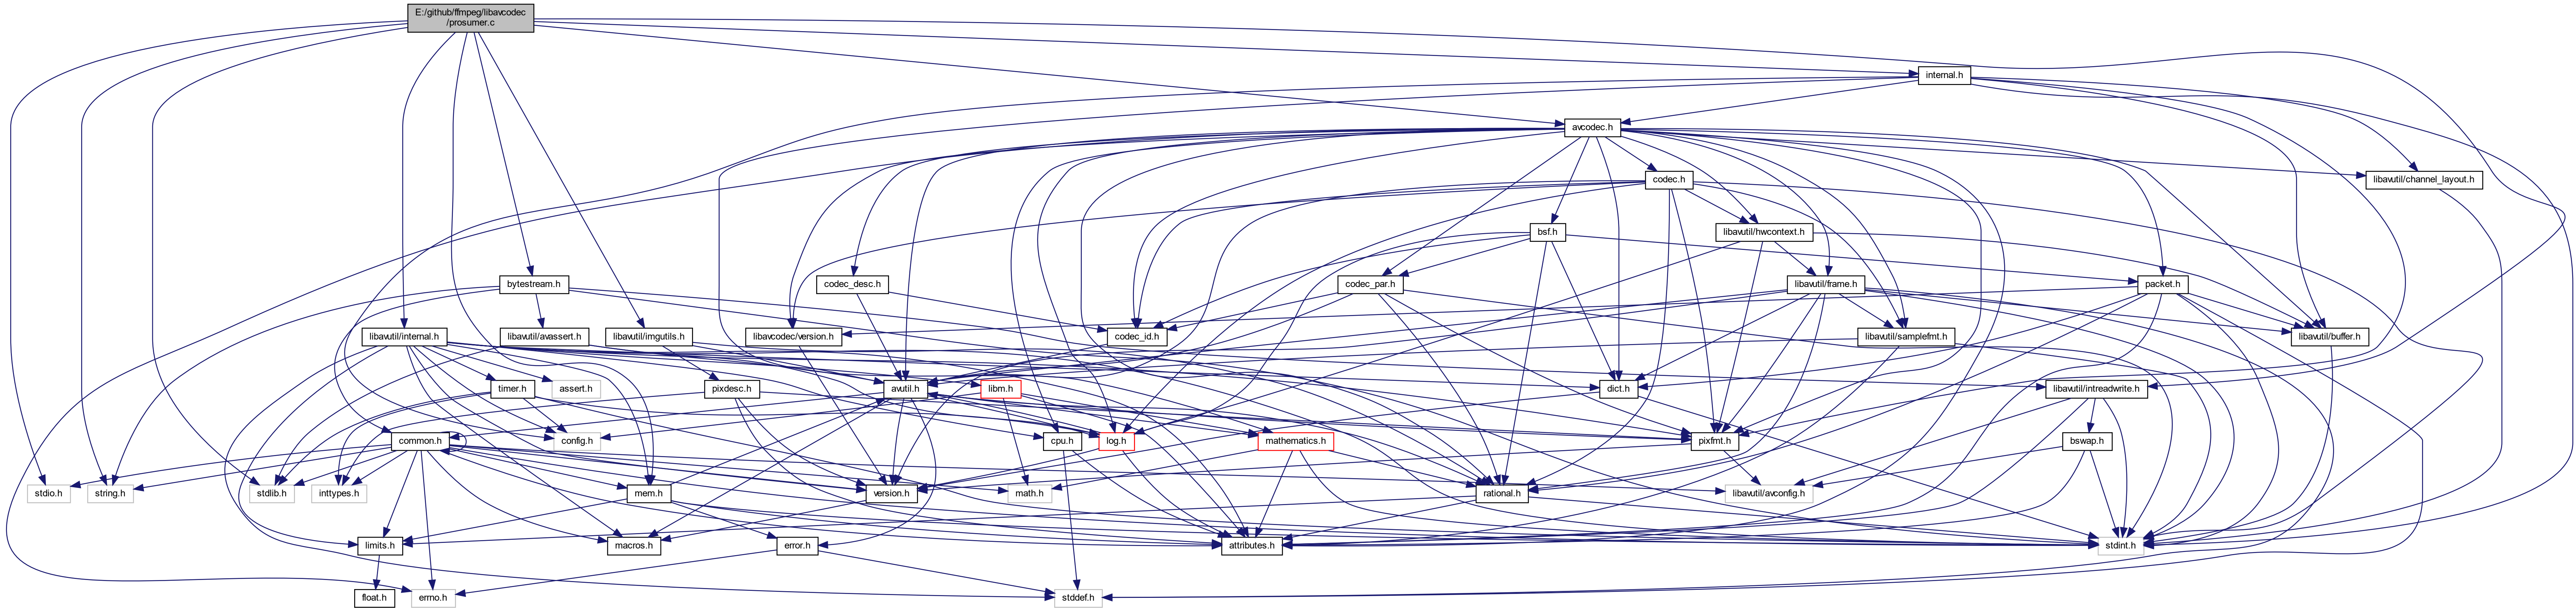 E:/github/ffmpeg/libavcodec
/prosumer.c
internal.h
avcodec.h
codec.h
libavutil/channel_layout.h
bsf.h
libavutil/hwcontext.h
bytestream.h
codec_desc.h
codec_par.h
libavutil/frame.h
packet.h
libavutil/internal.h
libavutil/avassert.h
libavutil/imgutils.h
libavcodec/version.h
codec_id.h
libavutil/samplefmt.h
libavutil/buffer.h
timer.h
assert.h
pixdesc.h
avutil.h
libm.h
dict.h
libavutil/intreadwrite.h
common.h
config.h
cpu.h
log.h
mathematics.h
pixfmt.h
bswap.h
stdio.h
string.h
stdlib.h
inttypes.h
mem.h
version.h
math.h
rational.h
libavutil/avconfig.h
limits.h
macros.h
error.h
attributes.h
stdint.h
float.h
errno.h
stddef.h